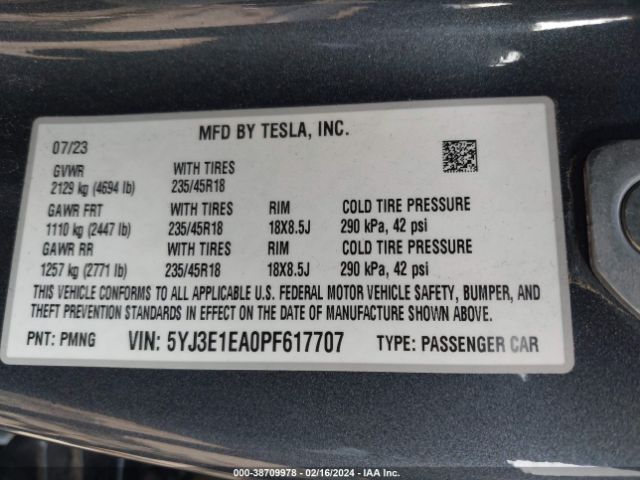 MFD BY TESLA, INC.
07/23
GVWR WITH TIRES
2129 kg (4694 lb) 235/45R18
GAWR FRT WITH TIRES RIM COLD TIRE PRESSURE
1110 kg (2447 lb) 235/45R18 18X8.5J 290 kPa, 42 psi
GAWR RR WITH TIRES RIM COLD TIRE PRESSURE
1257 kg (2771 lb) 235/45R18 18X8.5J 290 kPa, 42 psi
THIS VEHICLE CONFORMS TO ALL APPLICABLE U.S. FEDERAL MOTOR VEHICLE SAFETY, BUMPER, AND
THEFT PREVENTION STANDARDS IN EFFECT ON THE DATE OF MANUFACTURE SHOWN ABOVE.
PNT: PMNG VIN: 5YJ3E1EA0PF617707 TYPE: PASSENGER CAR
000-38709978 - 02/16/2024 - IAA Inc.